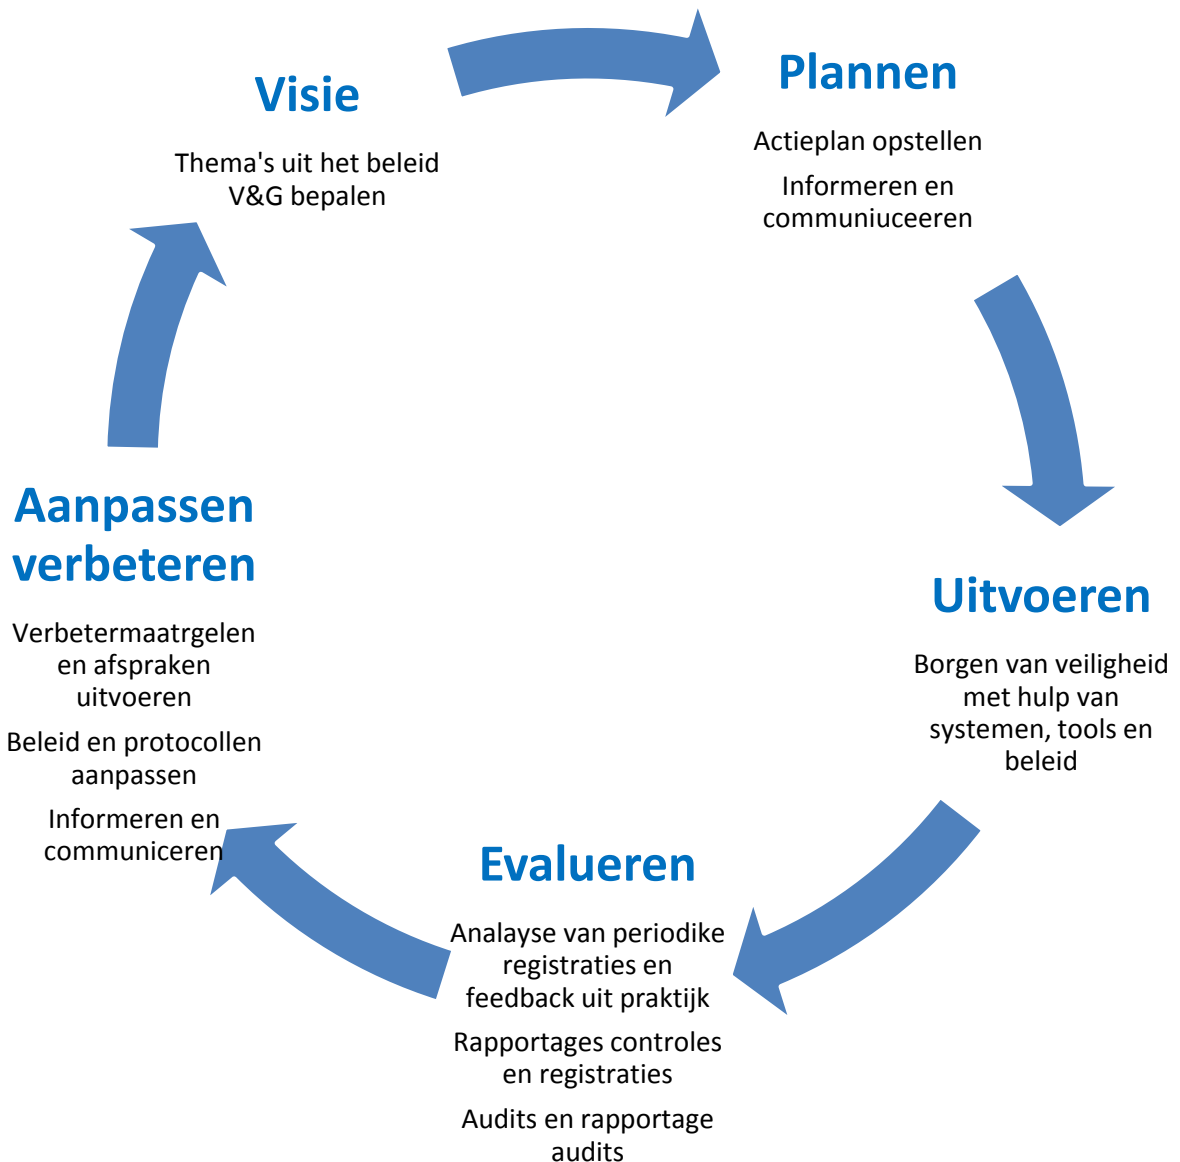 Visie
Thema's uit het beleid
V&G bepalen
Plannen
Actieplan opstellen
Informeren en
communiuceeren
Uitvoeren
Borgen van veiligheid
met hulp van
systemen, tools en
beleid
Evalueren
Analayse van periodike
registraties en
feedback uit praktijk
Rapportages controles
en registraties
Audits en rapportage
audits
Aanpassen
verbeteren
Verbetermaatrgelen
en afspraken
uitvoeren
Beleid en protocollen
aanpassen
Informeren en
communiceren